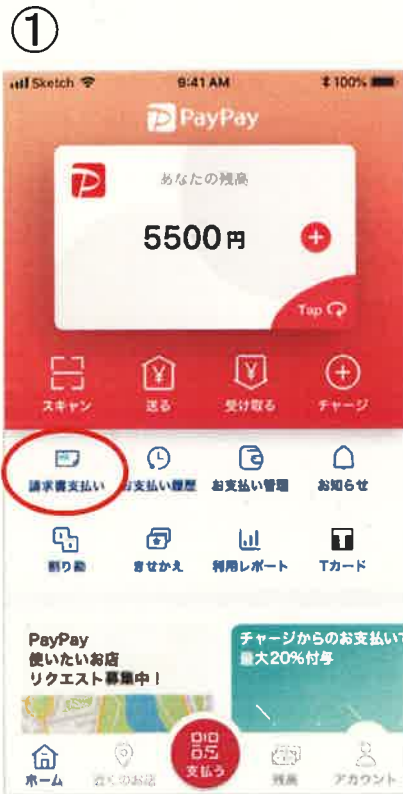 ①
Sketch 9:41 AM 100%
PayPay
あなたの残高
5500円
Tap
スキャン 送る 受け取る チャージ
請求書支払い お支払い履歴 お支払い管理 お知らせ
割り勘 きせかえ 利用レポート Tカード
PayPay
使いたいお店
リクエスト募集中！
チャージからのお支払いで
最大20%付与
ホーム 近くのお店 支払う 残高 アカウント